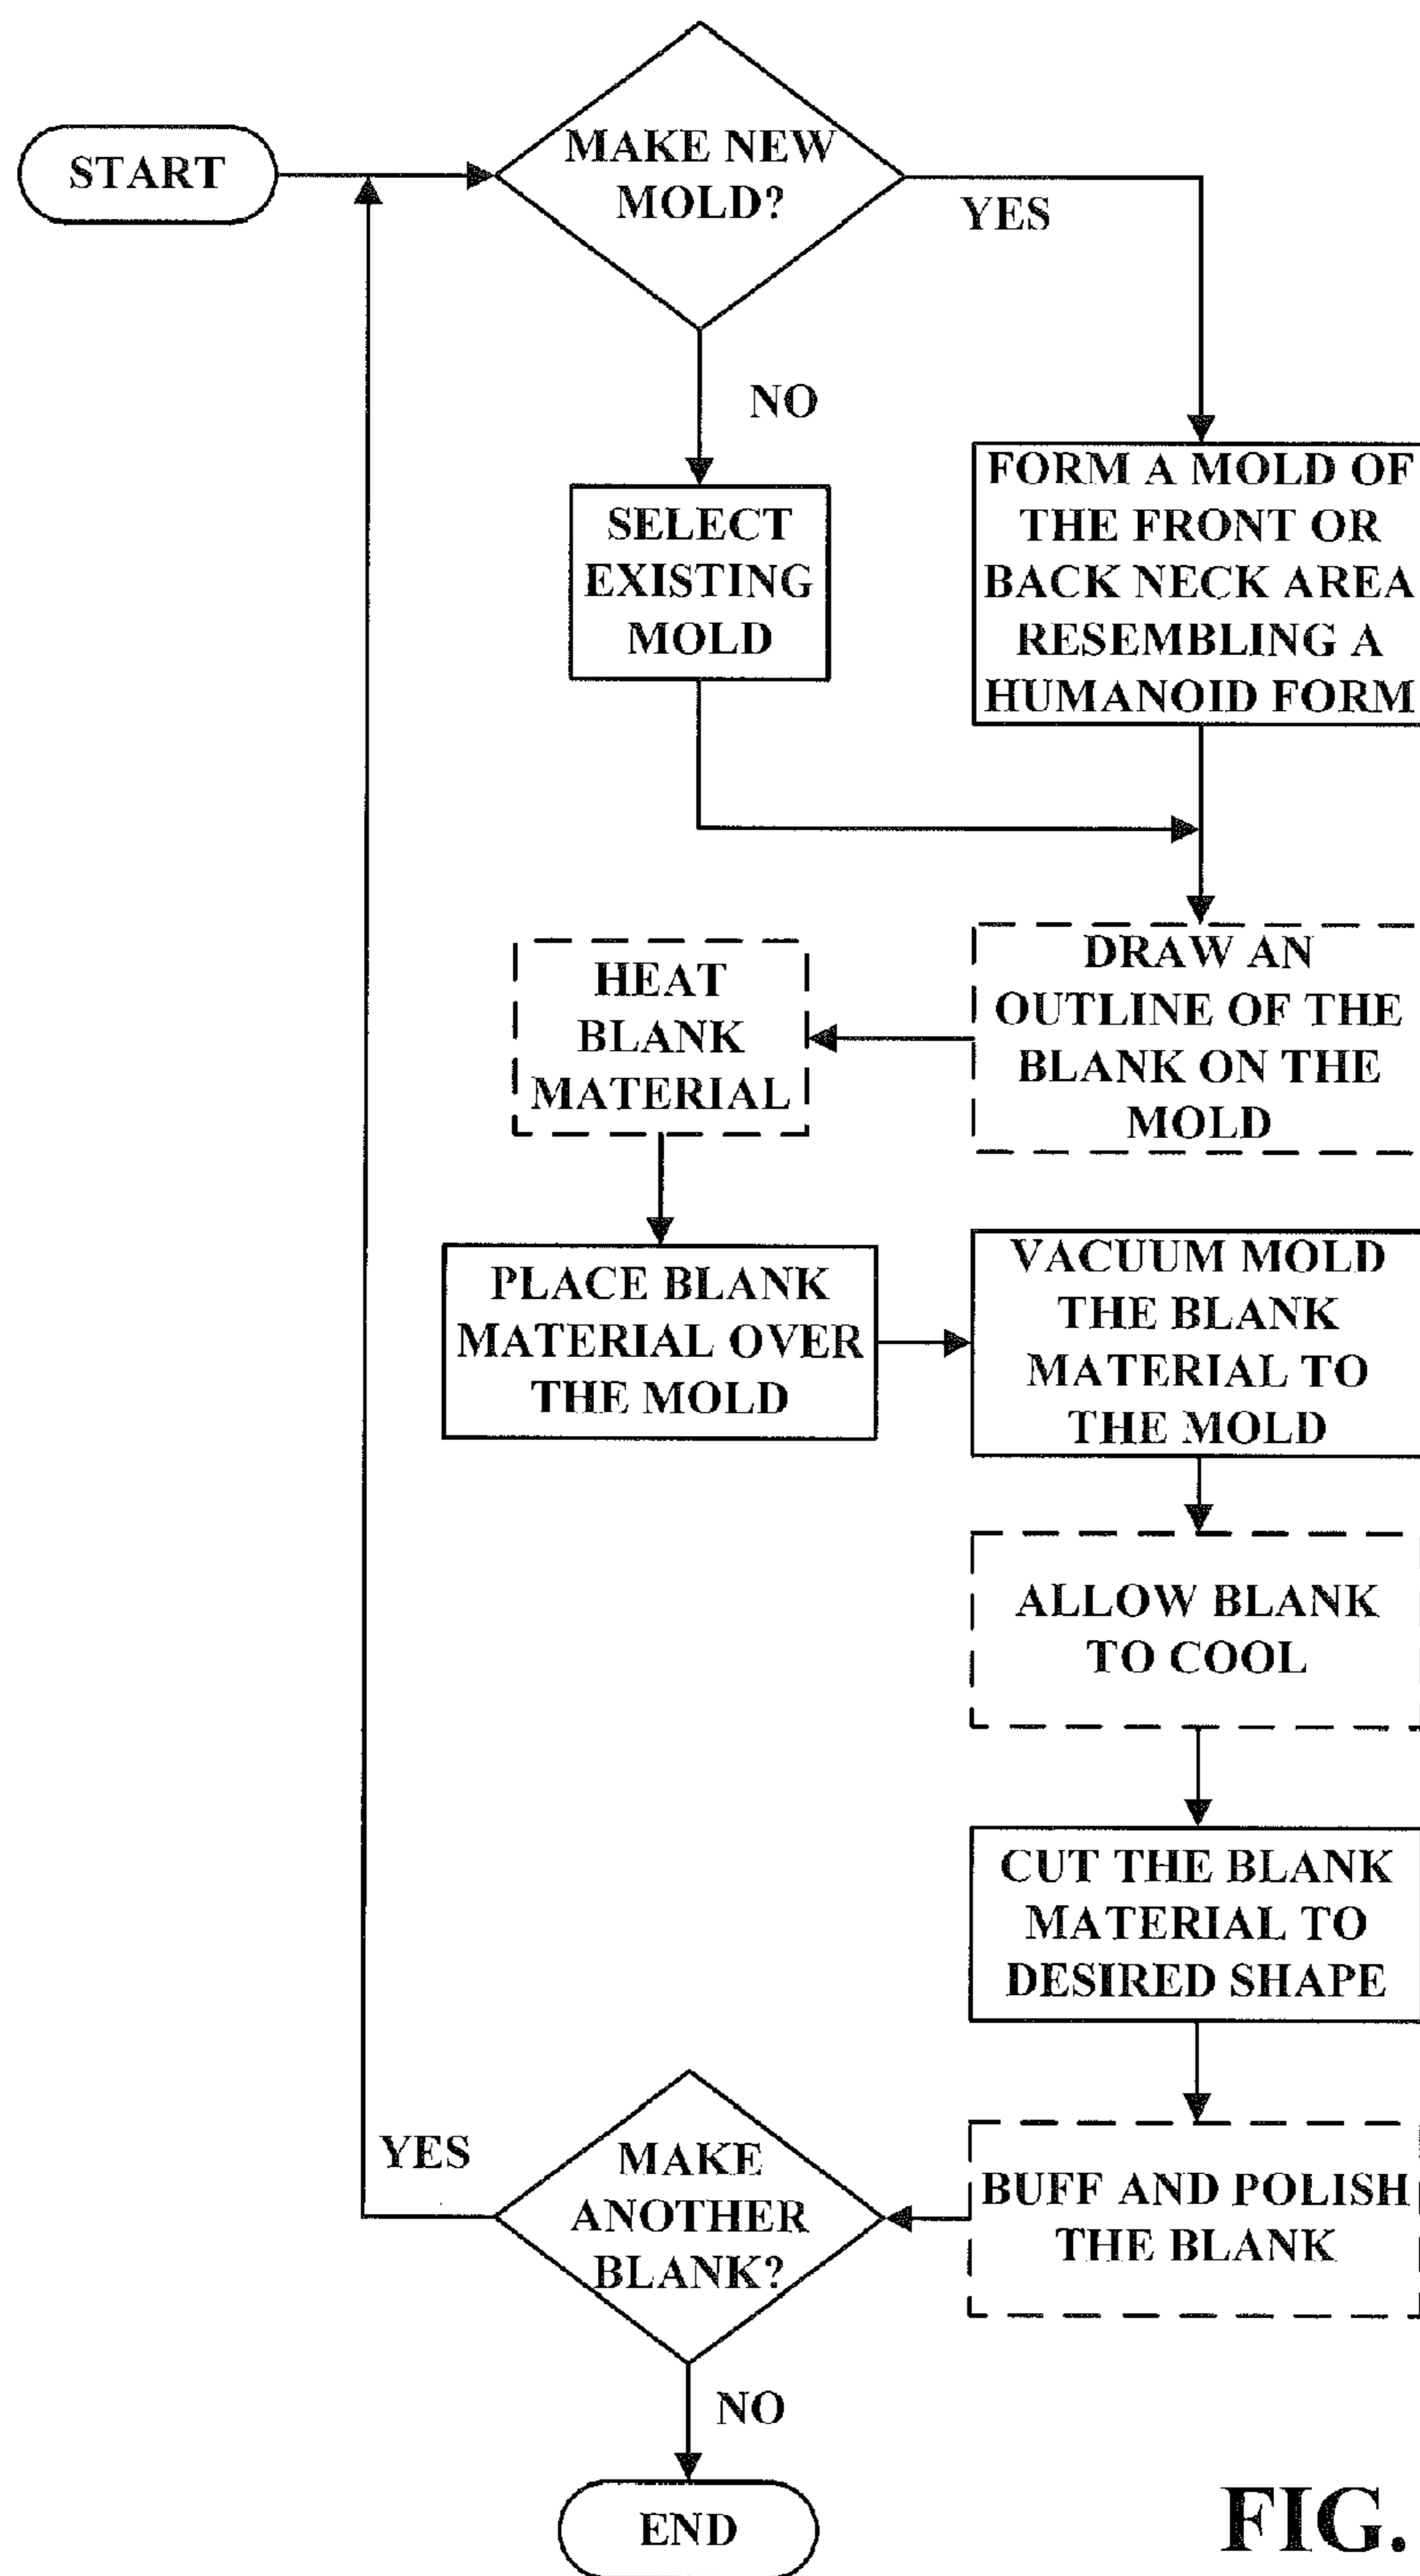 START
MAKE NEW
MOLD?
YES
NO
SELECT
EXISTING
MOLD
FORM A MOLD OF
THE FRONT OR
BACK NECK AREA
RESEMBLING A
HUMANOID FORM
DRAW AN
OUTLINE OF THE
BLANK ON THE
MOLD
HEAT
BLANK
MATERIAL
PLACE BLANK
MATERIAL OVER
THE MOLD
VACUUM MOLD
THE BLANK
MATERIAL TO
THE MOLD
ALLOW BLANK
TO COOL
CUT THE BLANK
MATERIAL TO
DESIRED SHAPE
BUFF AND POLISH
THE BLANK
MAKE
ANOTHER
BLANK?
YES
NO
END
FIG.